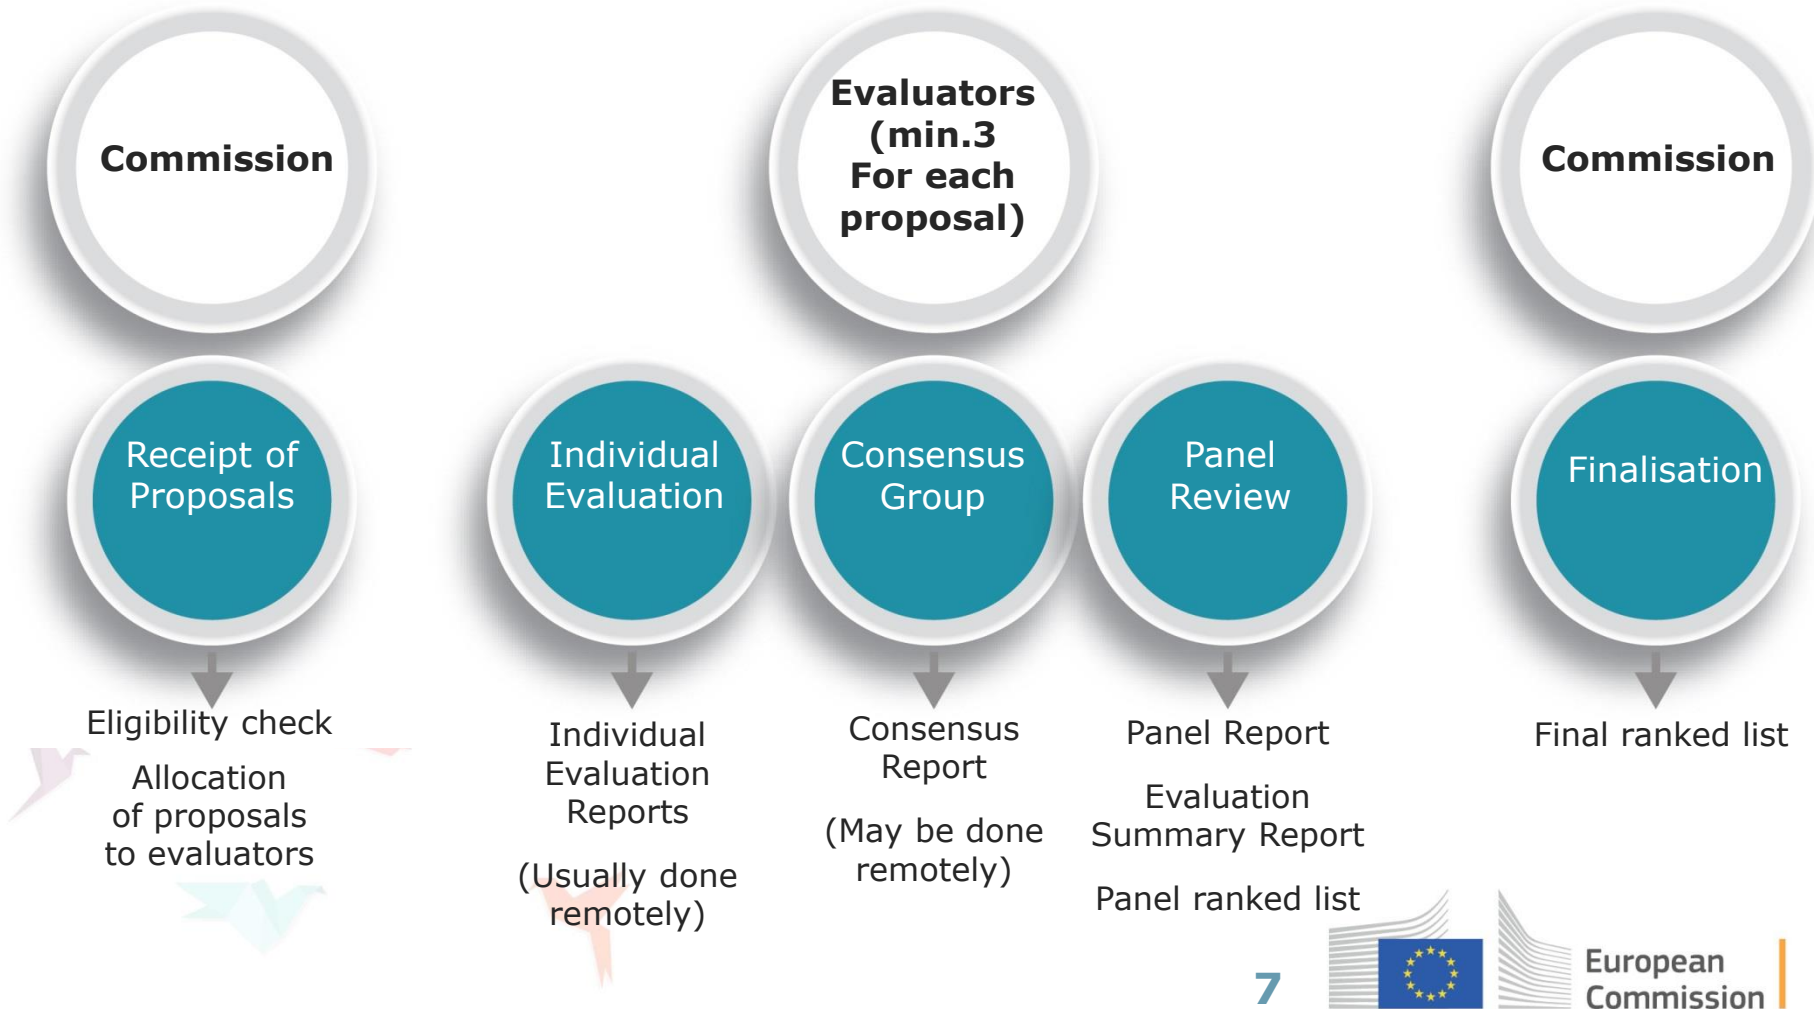 Commission
Evaluators
(min.3
For each
proposal)
Commission
Receipt of
Proposals
Individual
Evaluation
Consensus
Group
Panel
Review
Finalisation
Eligibility check
Allocation
of proposals
to evaluators
Individual
Evaluation
Reports
(Usually done
remotely)
Consensus
Report
(May be done
remotely)
Panel Report
Evaluation
Summary Report
Panel ranked list
Final ranked list
7
European
Commission